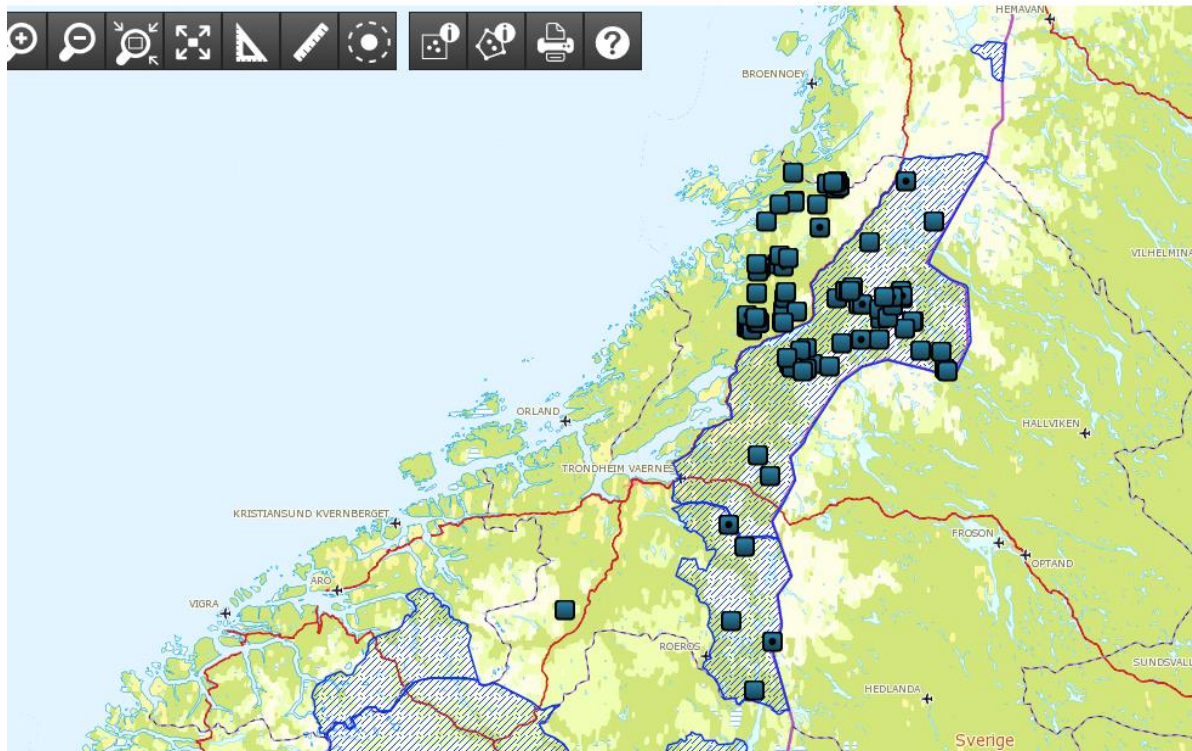 HEMAVAN
BROENNOEY
VILHELMINA
ORLAND
HALLVIKEN
TRONDHEIM VAERNES
KRISTIANSUND KVERNBERGET
FROSON
OPTAND
ARO
VIGRA
ROEROS
SUNDSVALL
HEDLANDA
Sverige